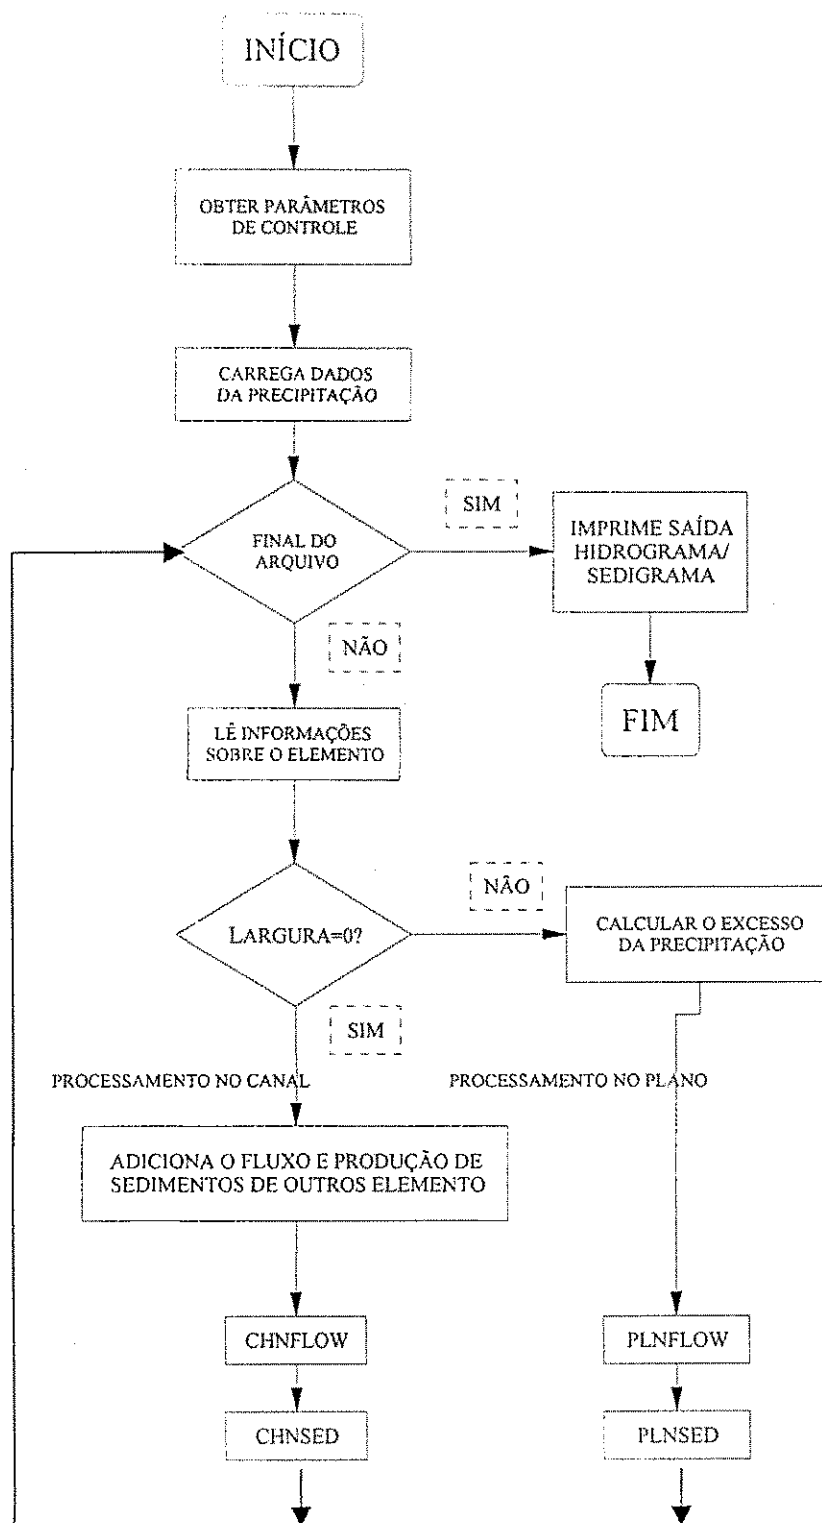 INÍCIO
OBTER PARÂMETROS
DE CONTROLE
CARREGA DADOS
DA PRECIPITAÇÃO
FINAL DO
ARQUIVO
SIM
IMPRIME SAÍDA
HIDROGRAMA/
SEDIGRAMA
NÃO
FIM
LÊ INFORMAÇÕES
SOBRE O ELEMENTO
LARGURA=0?
NÃO
CALCULAR O EXCESSO
DA PRECIPITAÇÃO
SIM
PROCESSAMENTO NO CANAL
PROCESSAMENTO NO PLANO
ADICIONA O FLUXO E PRODUÇÃO DE
SEDIMENTOS DE OUTROS ELEMENTO
CHNFLOW
PLNFLOW
CHNSED
PLNSED